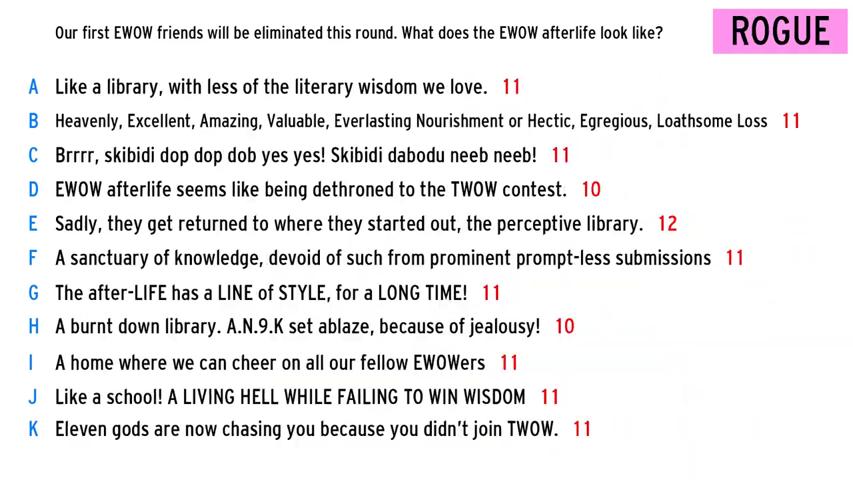 Our first EWOW friends will be eliminated this round. What does the EWOW afterlife look like?
ROGUE
A Like a library, with less of the literary wisdom we love. 11
B Heavenly, Excellent, Amazing, Valuable, Everlasting Nourishment or Hectic, Egregious, Loathsome Loss 11
C Brrrr, skibidi dop dop dob yes yes! Skibidi dabodu neeb neeb! 11
D EWOW afterlife seems like being dethroned to the TWOW contest. 10
E Sadly, they get returned to where they started out, the perceptive library. 12
F A sanctuary of knowledge, devoid of such from prominent prompt-less submissions 11
G The after-LIFE has a LINE of STYLE, for a LONG TIME! 11
H A burnt down library. A.N.9.K set ablaze, because of jealousy! 10
I A home where we can cheer on all our fellow EWOWers 11
J Like a school! A LIVING HELL WHILE FAILING TO WIN WISDOM 11
K Eleven gods are now chasing you because you didn't join TWOW. 11